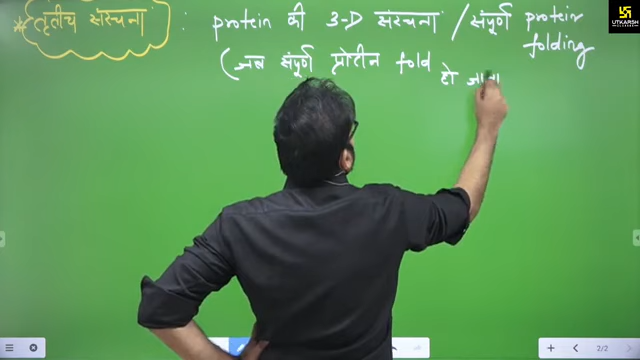 * तृतीय संरचना
protein की 3-D संरचना / संपूर्ण protein folding
(जब संपूर्ण प्रोटीन fold हो जाता
UTKARSH
2/2